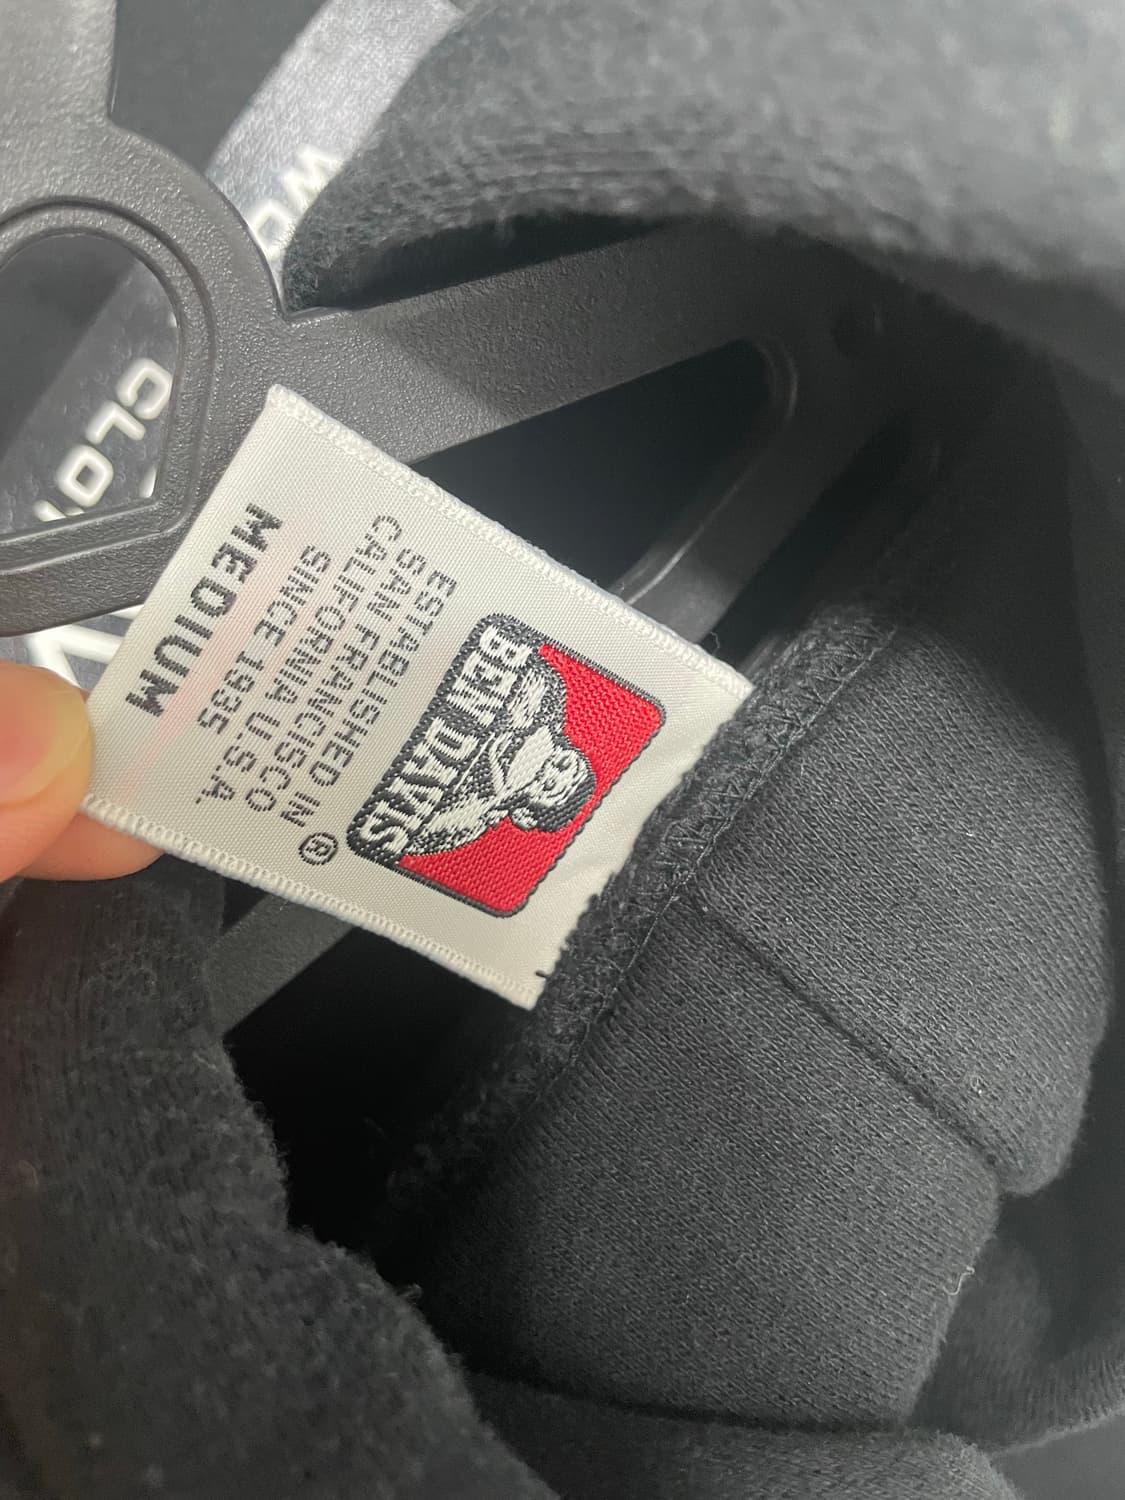 BEN DAVIS
®
ESTABLISHED IN
SAN FRANCISCO
CALIFORNIA U.S.A.
SINCE 1935
MEDIUM